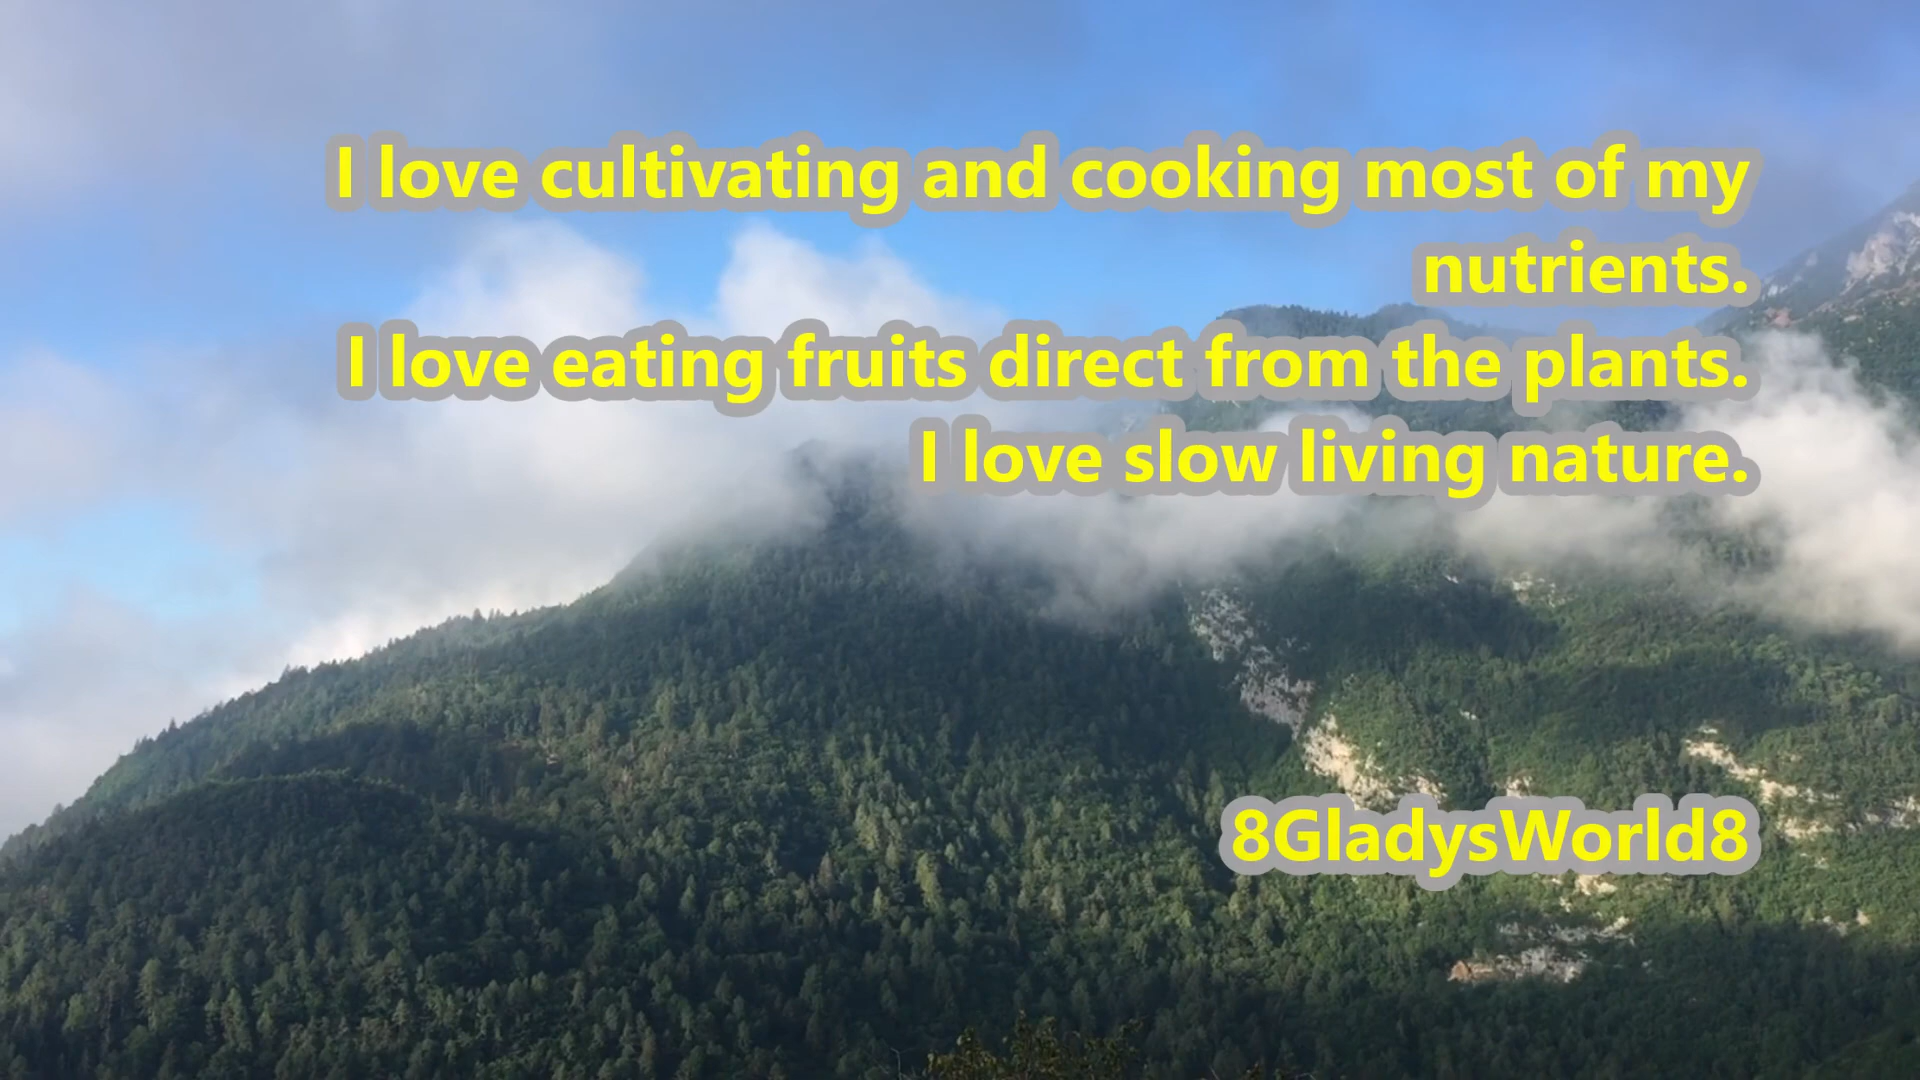 I love cultivating and cooking most of my
nutrients.
I love eating fruits direct from the plants.
I love slow living nature.
8GladysWorld8